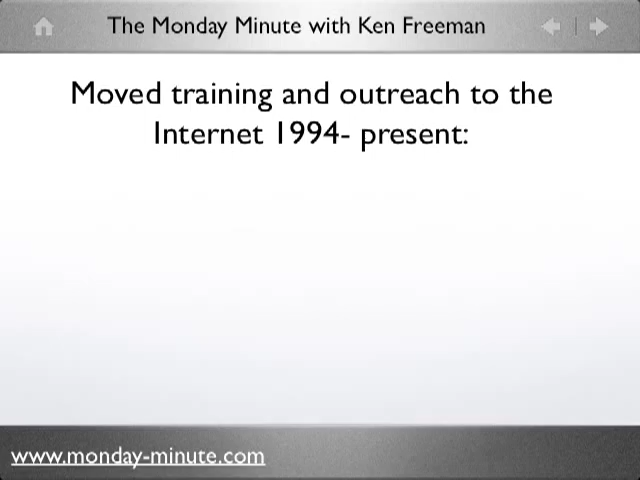 The Monday Minute with Ken Freeman
Moved training and outreach to the
Internet 1994- present:
www.monday-minute.com